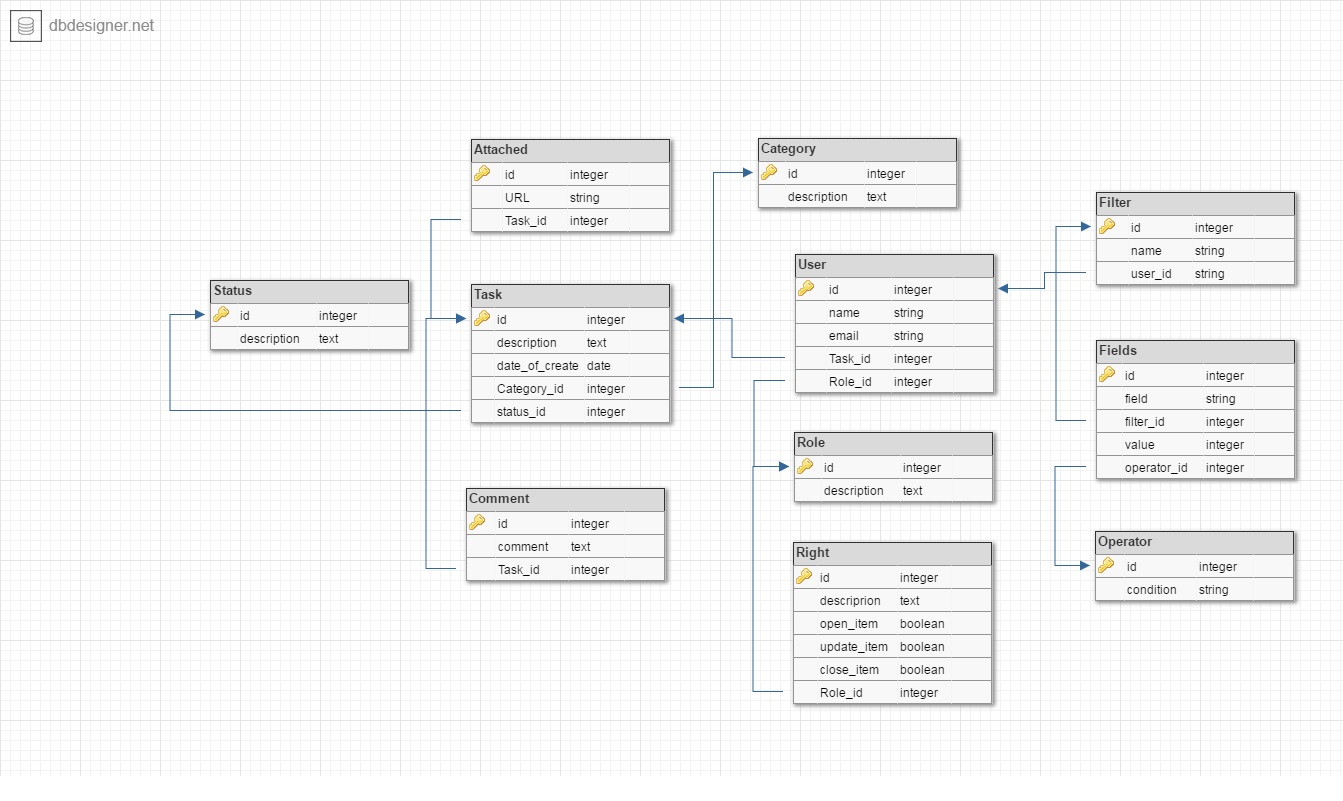 dbdesigner.net
Attached
id integer
URL string
Task_id integer
Category
id integer
description text
Filter
id integer
name string
user_id string
User
id integer
name string
email string
Task_id integer
Role_id integer
Status
id integer
description text
Task
id integer
description text
date_of_create date
Category_id integer
status_id integer
Fields
id integer
field string
filter_id integer
value integer
operator_id integer
Role
id integer
description text
Comment
id integer
comment text
Task_id integer
Operator
id integer
condition string
Right
id integer
descriprion text
open_item boolean
update_item boolean
close_item boolean
Role_id integer